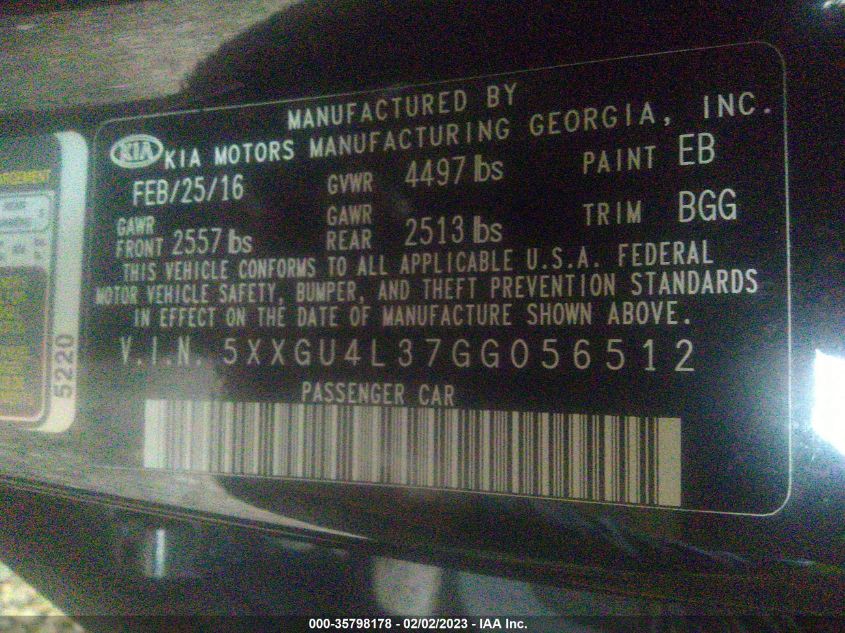 MANUFACTURED BY
KIA KIA MOTORS MANUFACTURING GEORGIA, INC.
FEB/25/16 GVWR 4497 lbs PAINT EB
GAWR FRONT 2557 lbs GAWR REAR 2513 lbs TRIM BGG
THIS VEHICLE CONFORMS TO ALL APPLICABLE U.S.A. FEDERAL
MOTOR VEHICLE SAFETY, BUMPER, AND THEFT PREVENTION STANDARDS
IN EFFECT ON THE DATE OF MANUFACTURE SHOWN ABOVE.
V.I.N. 5XXGU4L37GG056512
PASSENGER CAR
5220
000-35798178 - 02/02/2023 - IAA Inc.